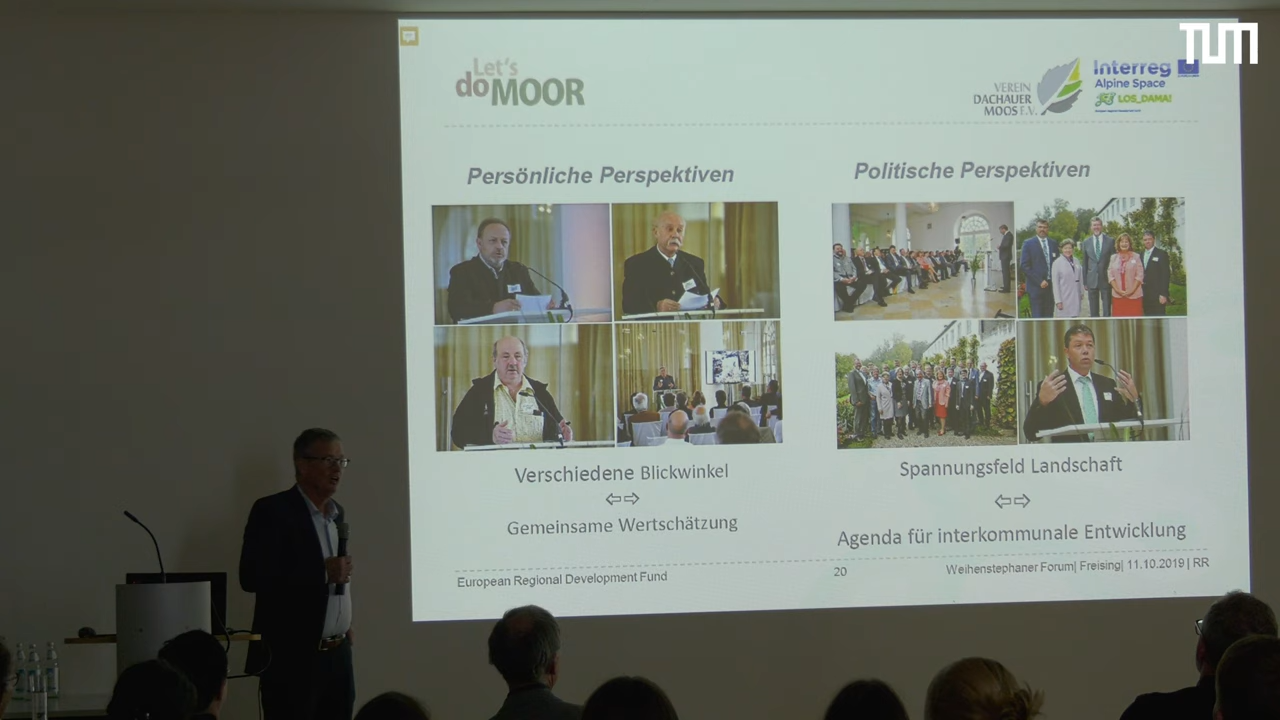 TUM
Let's
do MOOR
VEREIN
DACHAUER
MOOS E.V.
Interreg
Alpine Space
LOS_DAMA!
Persönliche Perspektiven
Politische Perspektiven
Verschiedene Blickwinkel
Gemeinsame Wertschätzung
Spannungsfeld Landschaft
Agenda für interkommunale Entwicklung
European Regional Development Fund
20
Weihenstephaner Forum| Freising| 11.10.2019 | RR